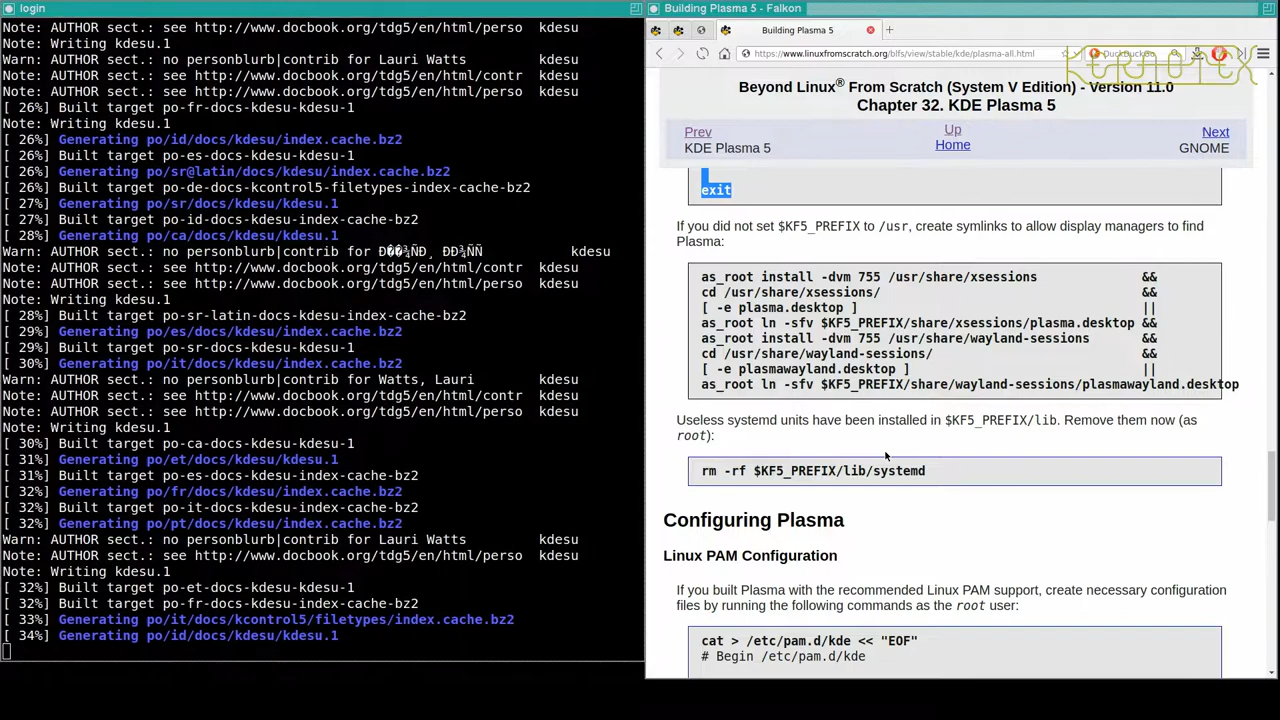 login
Note: AUTHOR sect.: see http://www.docbook.org/tdg5/en/html/perso  kdesu
Note: Writing kdesu.1
Warn: AUTHOR sect.: no personblurb|contrib for Lauri Watts         kdesu
Note: AUTHOR sect.: see http://www.docbook.org/tdg5/en/html/contr  kdesu
Note: AUTHOR sect.: see http://www.docbook.org/tdg5/en/html/perso  kdesu
[ 26%] Built target po-fr-docs-kdesu-kdesu-1
Note: Writing kdesu.1
[ 26%] Generating po/id/docs/kdesu/index.cache.bz2
[ 26%] Built target po-es-docs-kdesu-kdesu-1
[ 26%] Generating po/sr@latin/docs/kdesu/index.cache.bz2
[ 26%] Built target po-de-docs-kcontrol5-filetypes-index-cache-bz2
[ 27%] Generating po/sr/docs/kdesu/kdesu.1
[ 27%] Built target po-id-docs-kdesu-index-cache-bz2
[ 28%] Generating po/ca/docs/kdesu/kdesu.1
Warn: AUTHOR sect.: no personblurb|contrib for kdesu
Note: AUTHOR sect.: see http://www.docbook.org/tdg5/en/html/contr  kdesu
Note: AUTHOR sect.: see http://www.docbook.org/tdg5/en/html/perso  kdesu
Note: Writing kdesu.1
[ 28%] Built target po-sr-latin-docs-kdesu-index-cache-bz2
[ 29%] Generating po/es/docs/kdesu/index.cache.bz2
[ 29%] Built target po-sr-docs-kdesu-kdesu-1
[ 30%] Generating po/it/docs/kdesu/index.cache.bz2
Warn: AUTHOR sect.: no personblurb|contrib for Watts, Lauri        kdesu
Note: AUTHOR sect.: see http://www.docbook.org/tdg5/en/html/contr  kdesu
Note: AUTHOR sect.: see http://www.docbook.org/tdg5/en/html/perso  kdesu
Note: Writing kdesu.1
[ 30%] Built target po-ca-docs-kdesu-kdesu-1
[ 31%] Generating po/et/docs/kdesu/kdesu.1
[ 31%] Built target po-es-docs-kdesu-index-cache-bz2
[ 32%] Generating po/fr/docs/kdesu/index.cache.bz2
[ 32%] Built target po-it-docs-kdesu-index-cache-bz2
[ 32%] Generating po/pt/docs/kdesu/index.cache.bz2
Warn: AUTHOR sect.: no personblurb|contrib for Lauri Watts         kdesu
Note: AUTHOR sect.: see http://www.docbook.org/tdg5/en/html/perso  kdesu
Note: Writing kdesu.1
[ 32%] Built target po-et-docs-kdesu-kdesu-1
[ 32%] Built target po-fr-docs-kdesu-index-cache-bz2
[ 33%] Generating po/it/docs/kcontrol5/filetypes/index.cache.bz2
[ 34%] Generating po/id/docs/kdesu/kdesu.1
Building Plasma 5 - Falkon
Building Plasma 5
https://www.linuxfromscratch.org/blfs/view/stable/kde/plasma-all.html
DuckDuckGo
KERNOTEX
Beyond Linux® From Scratch (System V Edition) - Version 11.0
Chapter 32. KDE Plasma 5
Prev Up Next
KDE Plasma 5 Home GNOME
exit
If you did not set $KF5_PREFIX to /usr, create symlinks to allow display managers to find
Plasma:
as_root install -dvm 755 /usr/share/xsessions              &&
cd /usr/share/xsessions/                                   &&
[ -e plasma.desktop ]                                      ||
as_root ln -sfv $KF5_PREFIX/share/xsessions/plasma.desktop &&
as_root install -dvm 755 /usr/share/wayland-sessions       &&
cd /usr/share/wayland-sessions/                            &&
[ -e plasmawayland.desktop ]                               ||
as_root ln -sfv $KF5_PREFIX/share/wayland-sessions/plasmawayland.desktop
Useless systemd units have been installed in $KF5_PREFIX/lib. Remove them now (as
root):
rm -rf $KF5_PREFIX/lib/systemd
Configuring Plasma
Linux PAM Configuration
If you built Plasma with the recommended Linux PAM support, create necessary configuration
files by running the following commands as the root user:
cat > /etc/pam.d/kde << "EOF"
# Begin /etc/pam.d/kde